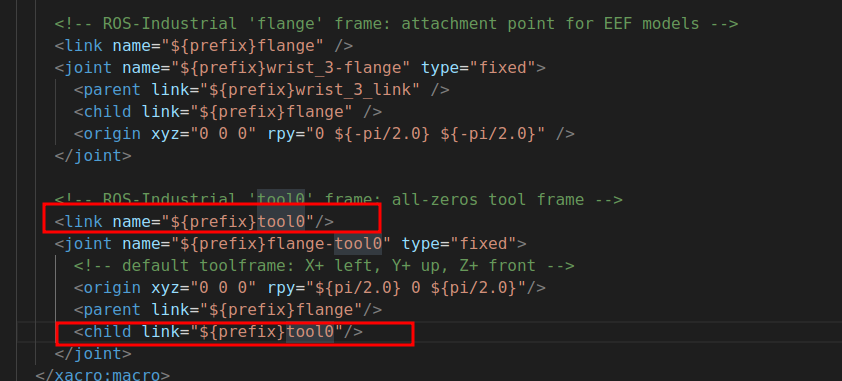 <!-- ROS-Industrial 'flange' frame: attachment point for EEF models -->
<link name="${prefix}flange" />
<joint name="${prefix}wrist_3-flange" type="fixed">
<parent link="${prefix}wrist_3_link" />
<child link="${prefix}flange" />
<origin xyz="0 0 0" rpy="0 ${-pi/2.0} ${-pi/2.0}" />
</joint>
<!-- ROS-Industrial 'tool0' frame: all-zeros tool frame -->
<link name="${prefix}tool0"/>
<joint name="${prefix}flange-tool0" type="fixed">
<!-- default toolframe: X+ left, Y+ up, Z+ front -->
<origin xyz="0 0 0" rpy="${pi/2.0} 0 ${pi/2.0}"/>
<parent link="${prefix}flange"/>
<child link="${prefix}tool0"/>
</joint>
</xacro:macro>